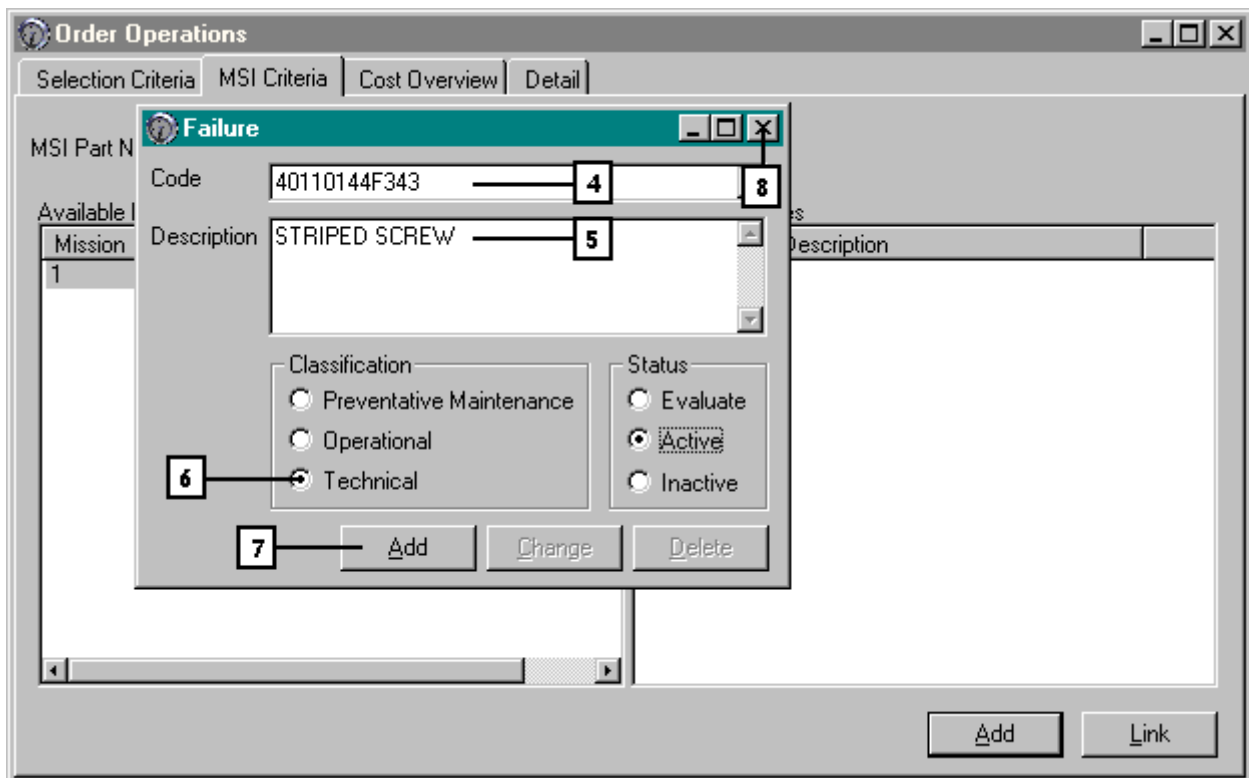 Order Operations
Selection Criteria MSI Criteria Cost Overview Detail
Failure
MSI Part N
Code 40110144F343 4 8
Available
Mission Description STRIPED SCREW 5 Description
1
Classification Status
Preventative Maintenance Evaluate
Operational Active
6 Technical Inactive
7 Add Change Delete
Add Link